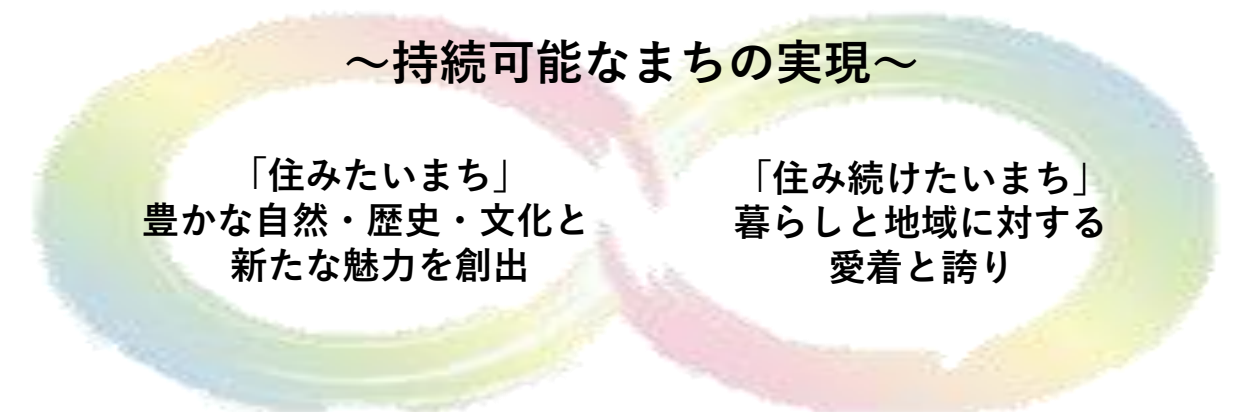 ～持続可能なまちの実現～
「住みたいまち」
豊かな自然・歴史・文化と
新たな魅力を創出
「住み続けたいまち」
暮らしと地域に対する
愛着と誇り